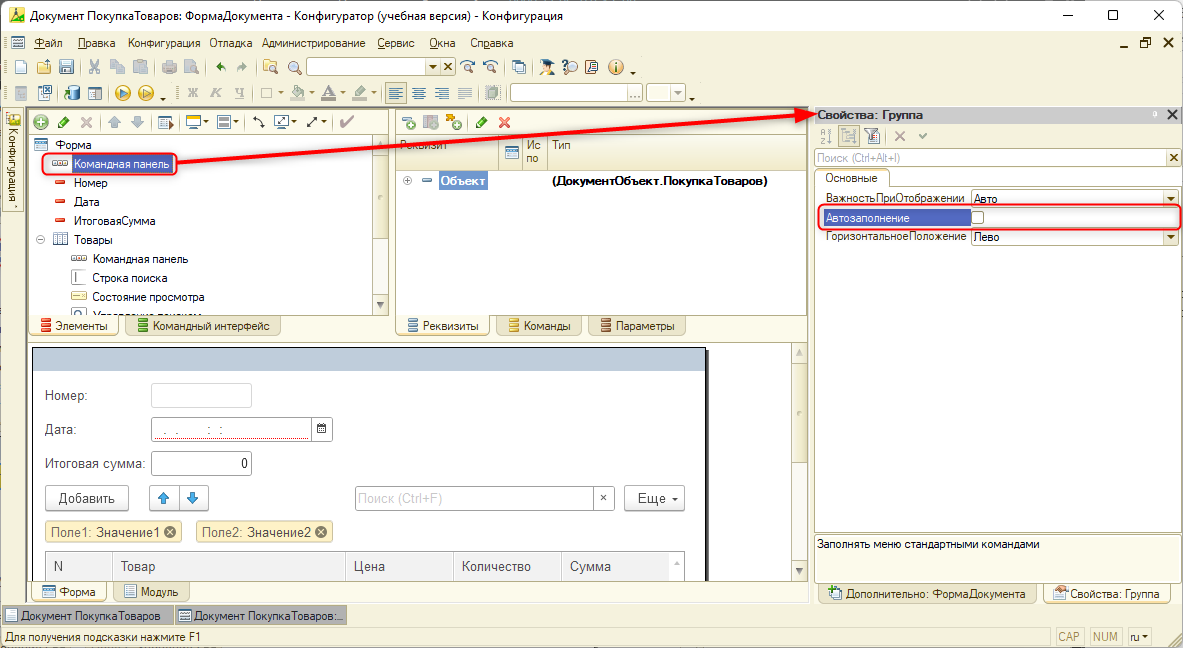 Документ ПокупкаТоваров: ФормаДокумента - Конфигуратор (учебная версия) - Конфигурация
Файл Правка Конфигурация Отладка Администрирование Сервис Окна Справка
Ж К Ч
Конфигурация
Форма
Командная панель
Номер
Дата
ИтоговаяСумма
Товары
Командная панель
Строка поиска
Состояние просмотра
Элементы Командный интерфейс
Реквизит Ис по Тип
Объект (ДокументОбъект.ПокупкаТоваров)
Реквизиты Команды Параметры
Свойства: Группа
Поиск (Ctrl+Alt+I)
Основные
ВажностьПриОтображении Авто
Автозаполнение
ГоризонтальноеПоложение Лево
Заполнять меню стандартными командами
Дополнительно: ФормаДокумента Свойства: Группа
Номер:
Дата: . . : :
Итоговая сумма: 0
Добавить Поиск (Ctrl+F) × Еще
Поле1: Значение1 Поле2: Значение2
N Товар Цена Количество Сумма
Форма Модуль
Документ ПокупкаТоваров Документ ПокупкаТоваров:...
Для получения подсказки нажмите F1 CAP NUM ru